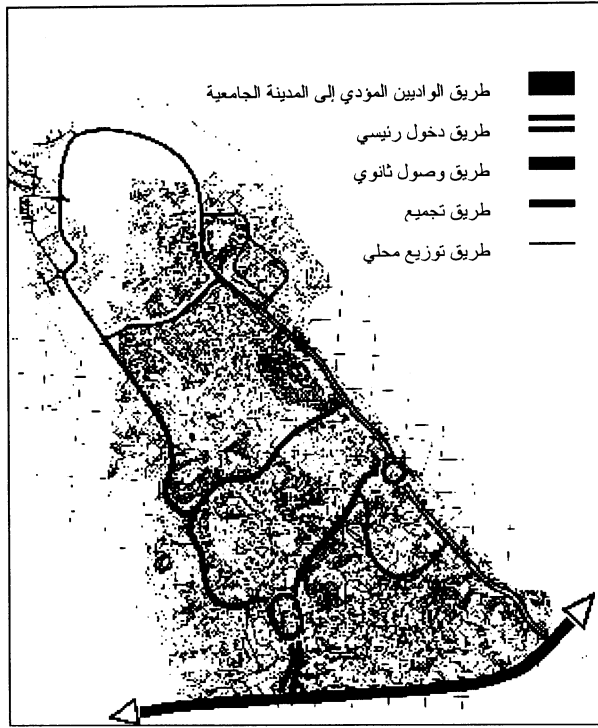 طريق الواديين المؤدي إلى المدينة الجامعية
طريق دخول رئيسي
طريق وصول ثانوي
طريق تجميع
طريق توزيع محلي